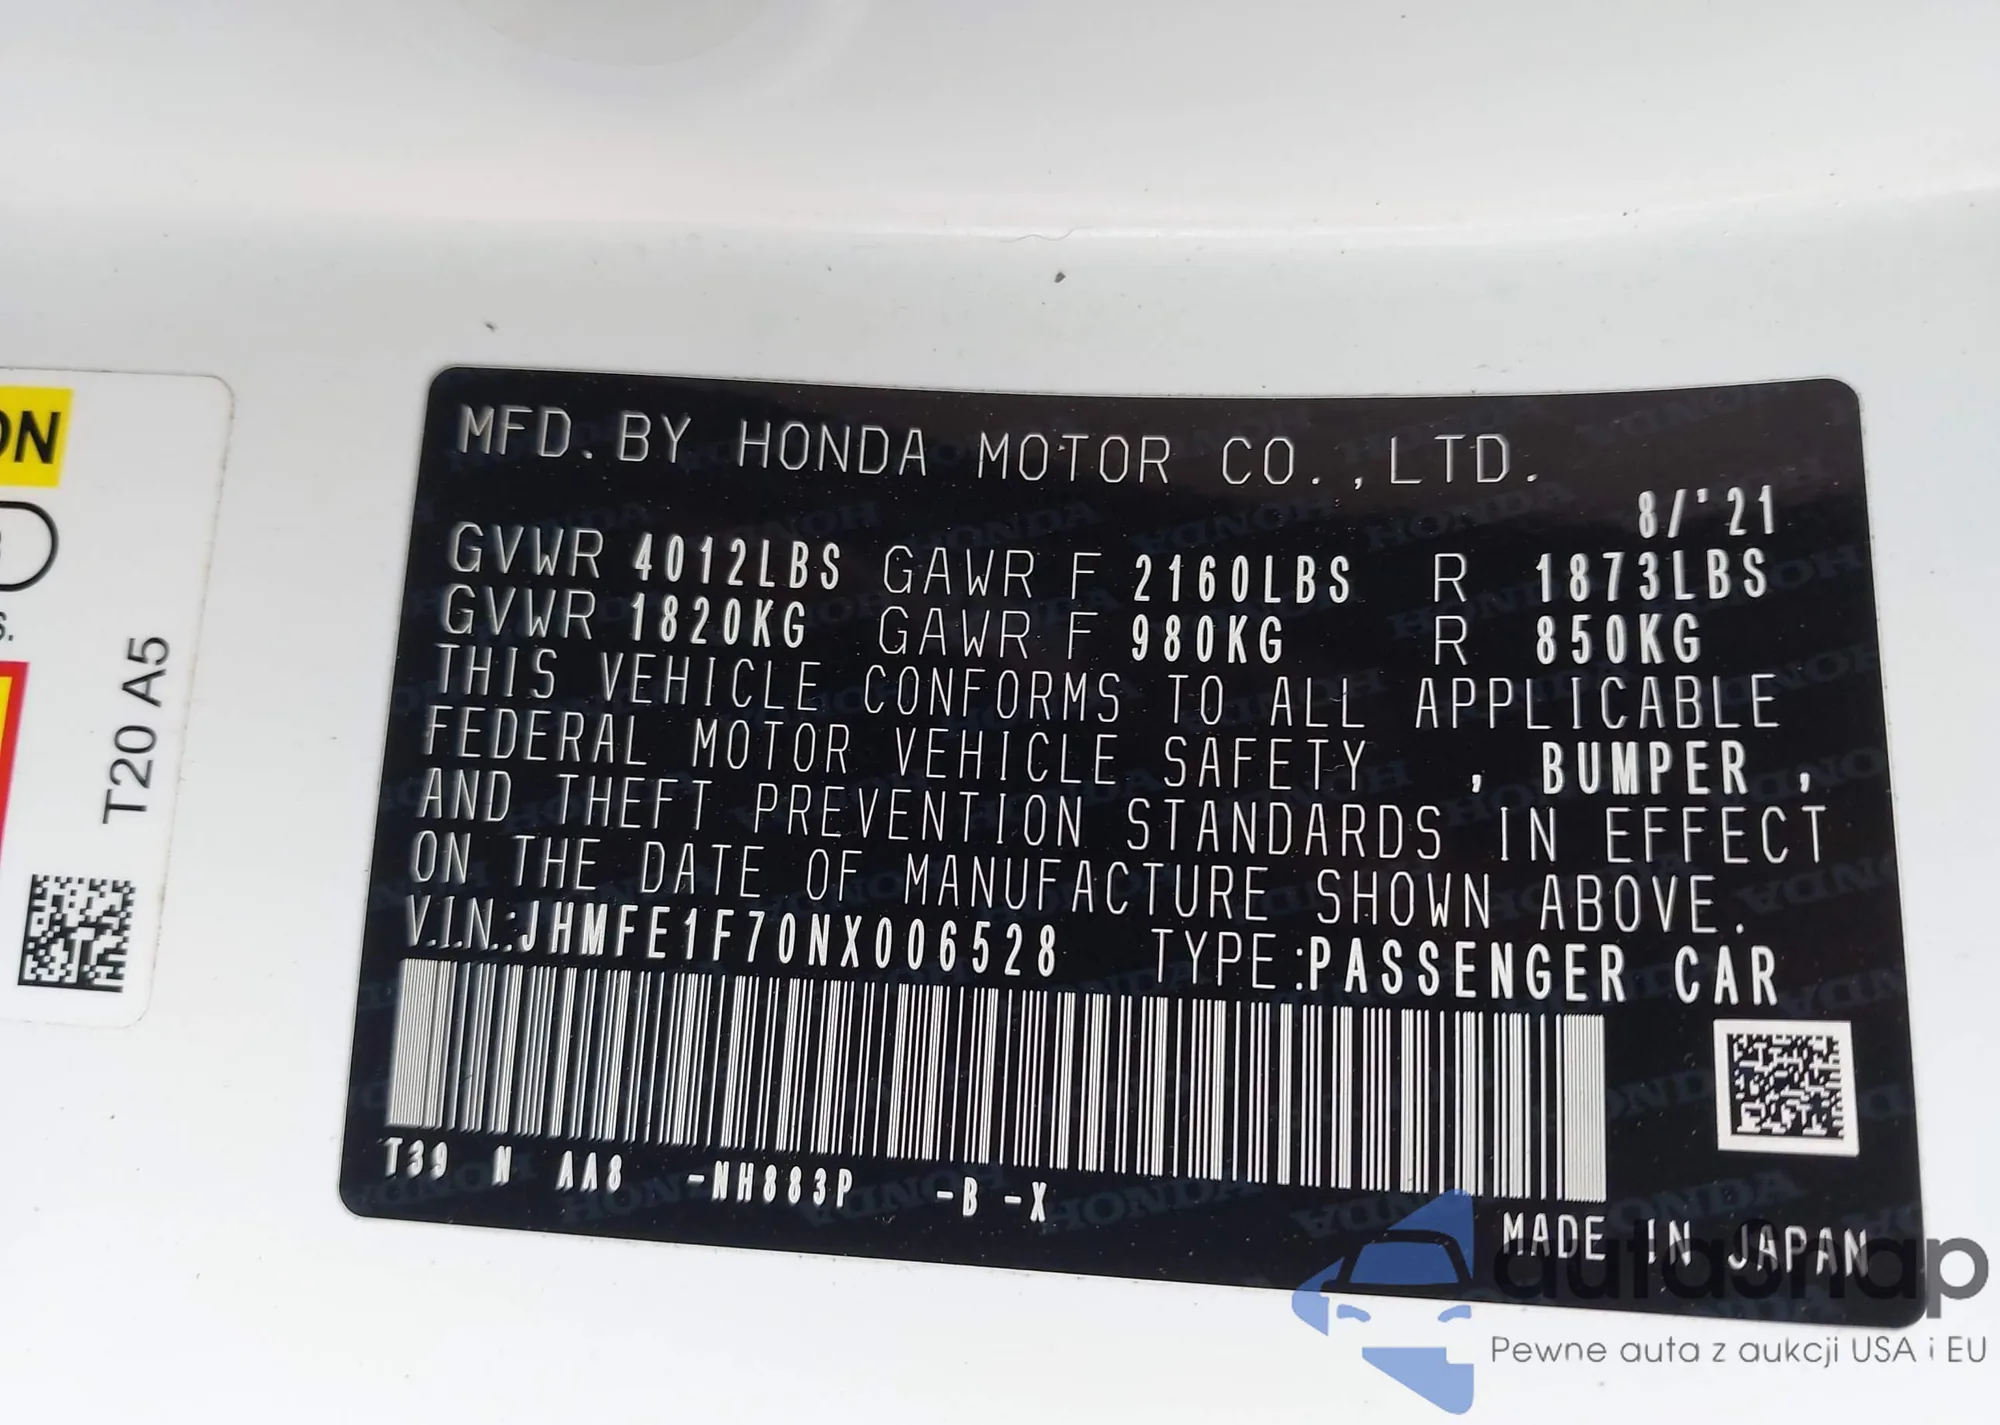 MFD. BY HONDA MOTOR CO.,LTD.
8/'21
GVWR 4012LBS GAWR F 2160LBS R 1873LBS
GVWR 1820KG GAWR F 980KG R 850KG
THIS VEHICLE CONFORMS TO ALL APPLICABLE
FEDERAL MOTOR VEHICLE SAFETY , BUMPER ,
AND THEFT PREVENTION STANDARDS IN EFFECT
ON THE DATE OF MANUFACTURE SHOWN ABOVE.
V.I.N.:JHMFE1F70NX006528 TYPE:PASSENGER CAR
T39 N AA8 -NH883P -B -X
MADE IN JAPAN
T20 A5
autasnap
Pewne auta z aukcji USA i EU